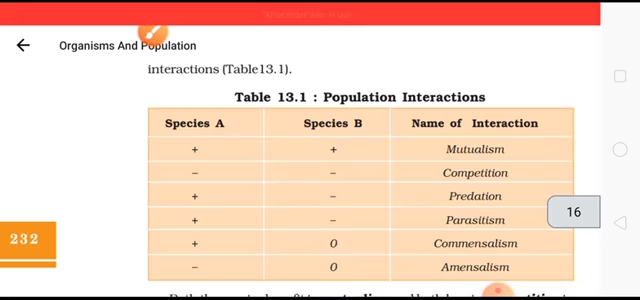 Organisms And Population
interactions (Table13.1).
Table 13.1 : Population Interactions
Species A Species B Name of Interaction
+ + Mutualism
– – Competition
+ – Predation
+ – Parasitism
16
232
+ 0 Commensalism
– 0 Amensalism